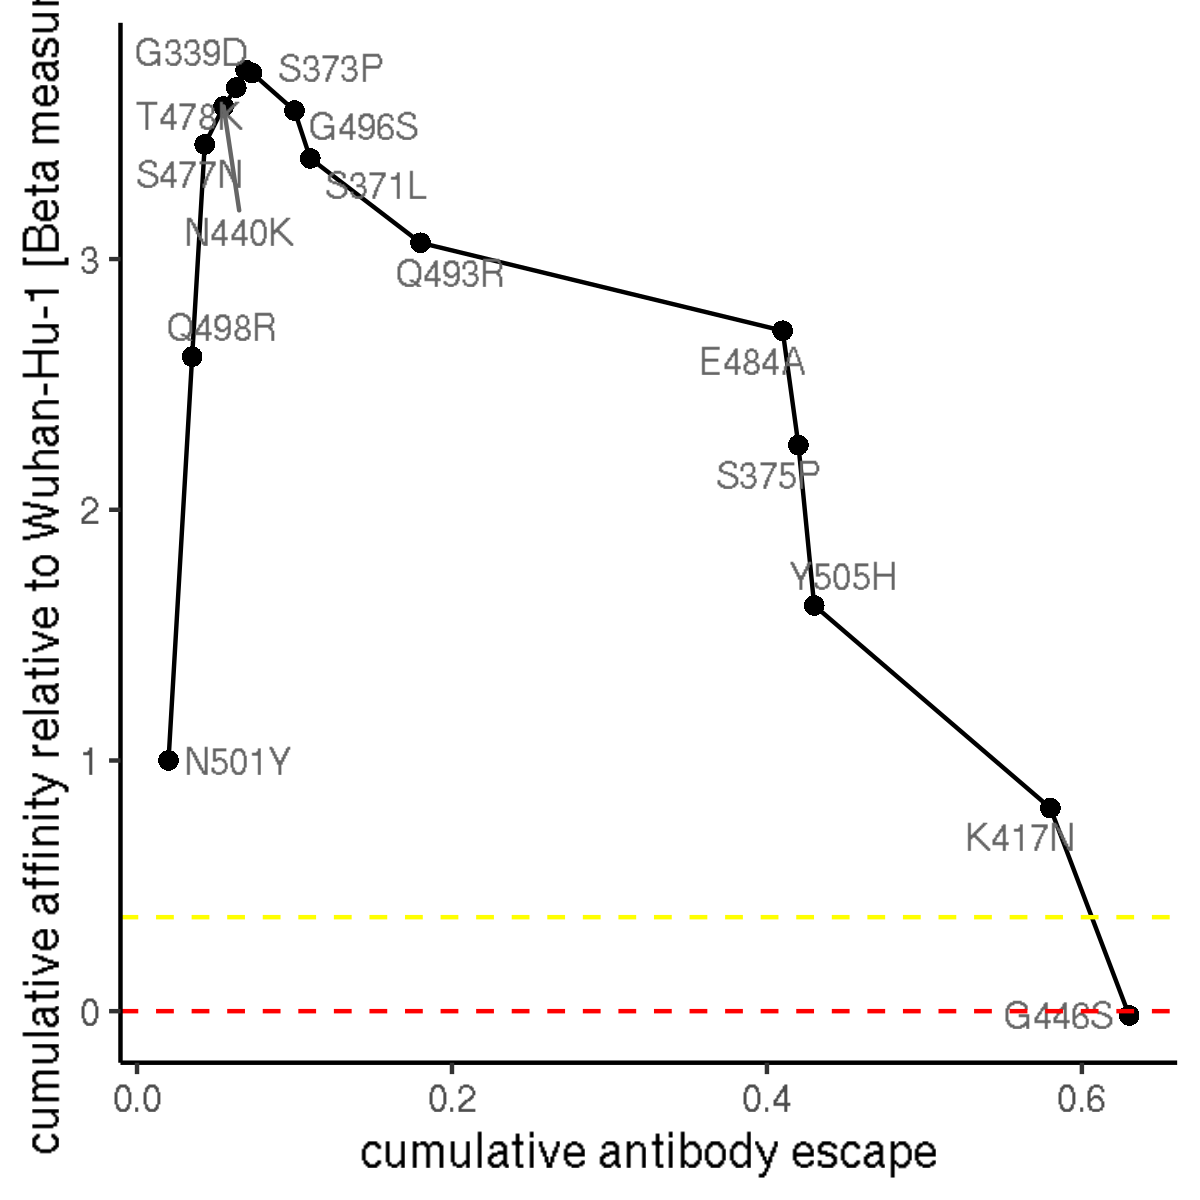 cumulative affinity relative to Wuhan-Hu-1 [Beta measur
3
2
1
0
G339D
S373P
T478K
G496S
S477N
S371L
N440K
Q493R
Q498R
E484A
S375P
Y505H
N501Y
K417N
G446S
0.0 0.2 0.4 0.6
cumulative antibody escape